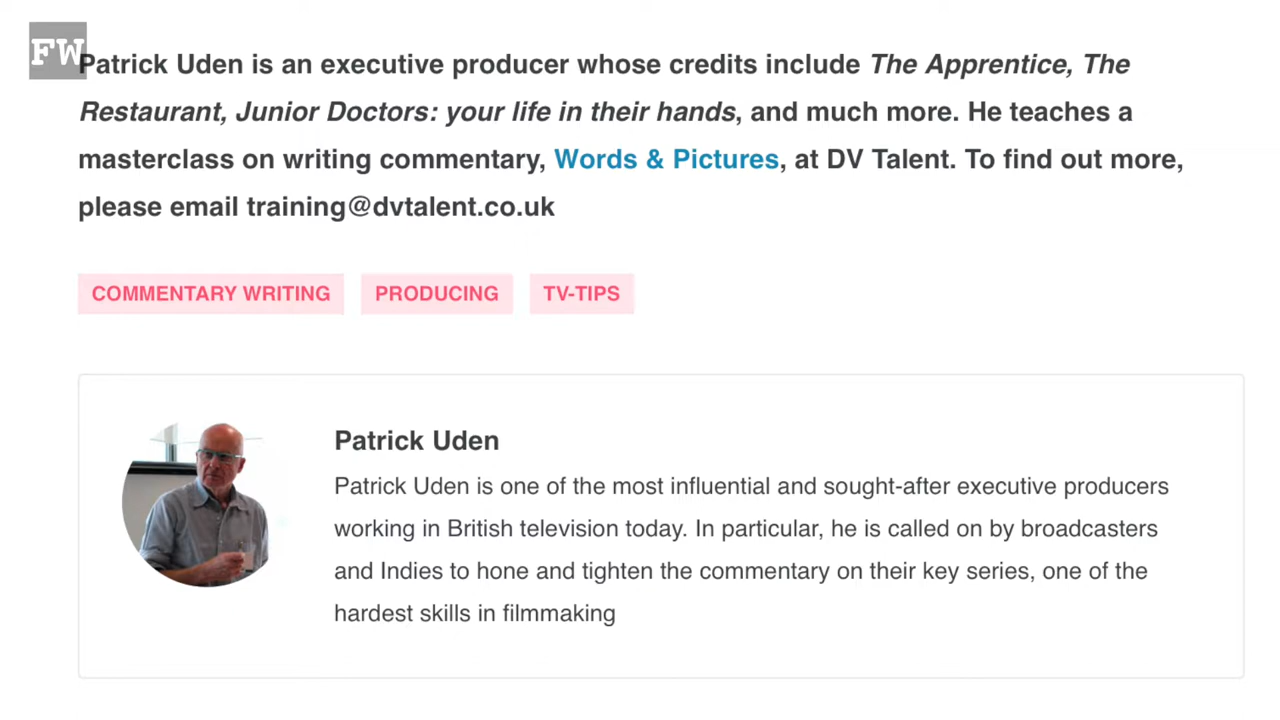 FW
Patrick Uden is an executive producer whose credits include The Apprentice, The
Restaurant, Junior Doctors: your life in their hands, and much more. He teaches a
masterclass on writing commentary, Words & Pictures, at DV Talent. To find out more,
please email training@dvtalent.co.uk
COMMENTARY WRITING PRODUCING TV-TIPS
Patrick Uden
Patrick Uden is one of the most influential and sought-after executive producers
working in British television today. In particular, he is called on by broadcasters
and Indies to hone and tighten the commentary on their key series, one of the
hardest skills in filmmaking